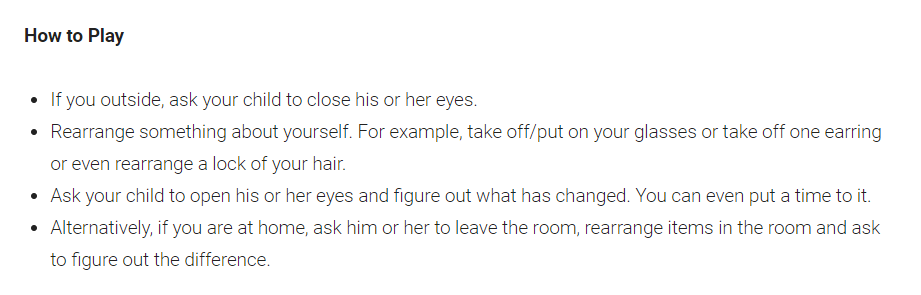 How to Play
• If you outside, ask your child to close his or her eyes.
• Rearrange something about yourself. For example, take off/put on your glasses or take off one earring
or even rearrange a lock of your hair.
• Ask your child to open his or her eyes and figure out what has changed. You can even put a time to it.
• Alternatively, if you are at home, ask him or her to leave the room, rearrange items in the room and ask
to figure out the difference.